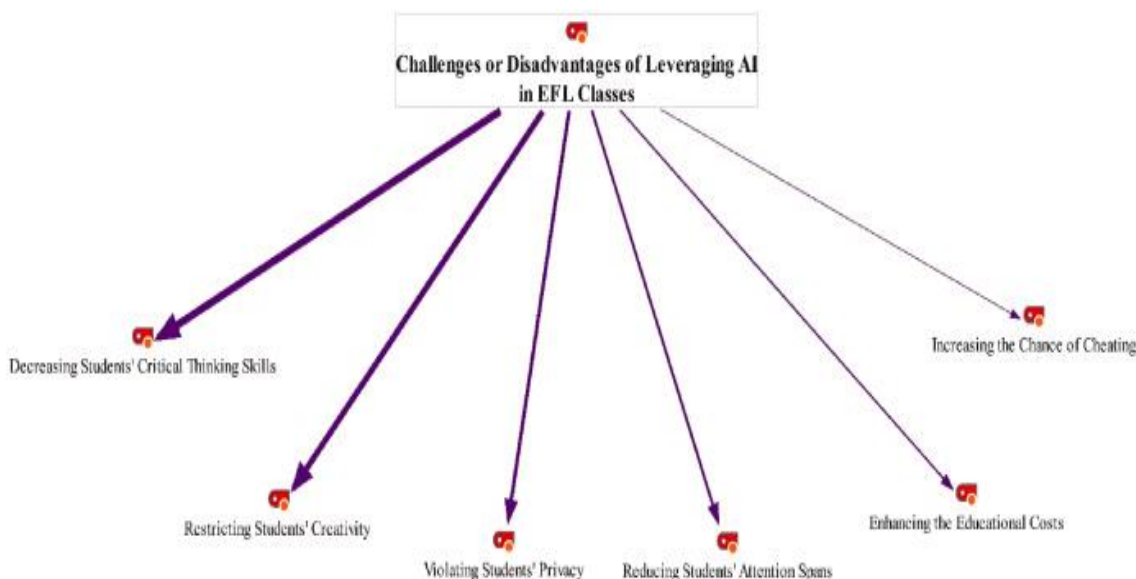 Challenges or Disadvantages of Leveraging AI
in EFL Classes
Increasing the Chance of Cheating
Decreasing Students' Critical Thinking Skills
Enhancing the Educational Costs
Restricting Students' Creativity
Violating Students' Privacy
Reducing Students' Attention Spans